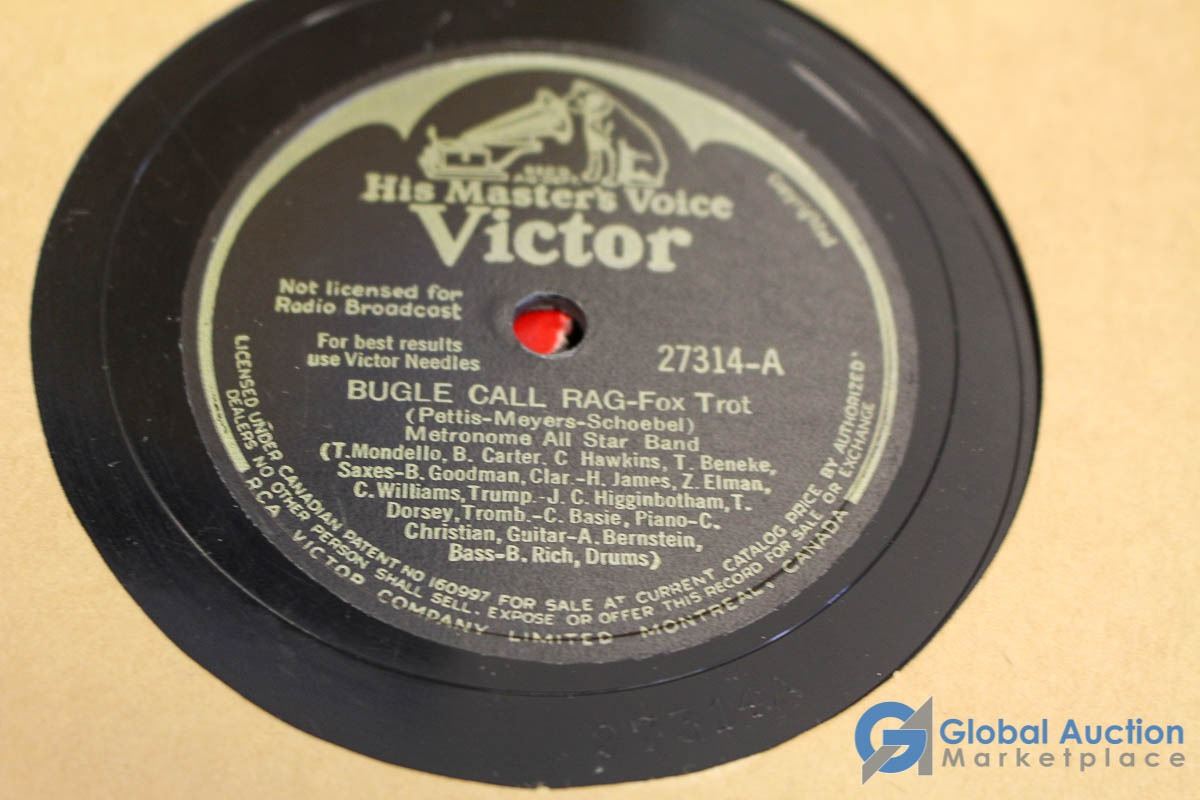 His Master's Voice
Victor
Not licensed for
Radio Broadcast
For best results
use Victor Needles
27314-A
BUGLE CALL RAG-Fox Trot
(Pettis-Meyers-Schoebel)
Metronome All Star Band
(T.Mondello, B. Carter, C Hawkins, T. Beneke,
Saxes-B. Goodman, Clar.-H. James, Z. Elman,
C. Williams, Trump.-J. C. Higginbotham, T.
Dorsey, Tromb.-C. Basie, Piano-C.
Christian, Guitar-A. Bernstein,
Bass-B. Rich, Drums)
LICENSED UNDER CANADIAN PATENT NO 160997 FOR SALE AT CURRENT CATALOG PRICE BY AUTHORIZED
DEALERS NO OTHER PERSON SHALL SELL. EXPOSE OR OFFER THIS RECORD FOR SALE OR EXCHANGE
RCA VICTOR COMPANY LIMITED MONTREAL, CANADA
27314A
Global Auction
Marketplace